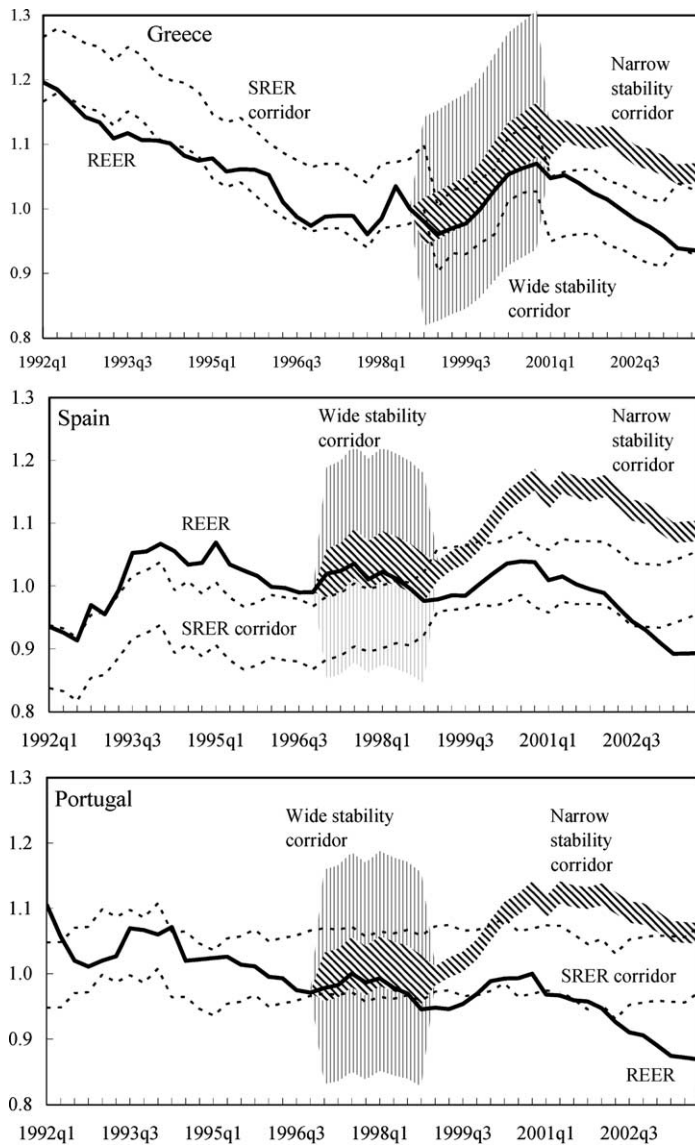 1.3
Greece
1.2
SRER
corridor
Narrow
stability
corridor
1.1
REER
1.0
0.9
Wide stability
corridor
0.8
1992q1 1993q3 1995q1 1996q3 1998q1 1999q3 2001q1 2002q3
1.3
Spain
Wide stability
corridor
Narrow
stability
corridor
1.2
1.1
REER
1.0
0.9
SRER corridor
0.8
1992q1 1993q3 1995q1 1996q3 1998q1 1999q3 2001q1 2002q3
1.3
Portugal
Wide stability
corridor
Narrow
stability
corridor
1.2
1.1
1.0
SRER corridor
0.9
REER
0.8
1992q1 1993q3 1995q1 1996q3 1998q1 1999q3 2001q1 2002q3